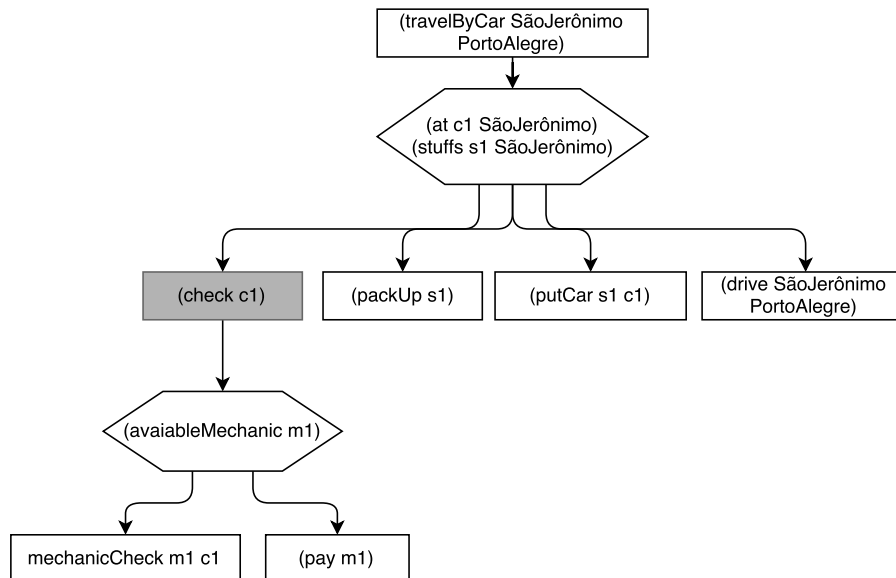 (travelByCar SãoJerônimo
PortoAlegre)
(at c1 SãoJerônimo)
(stuffs s1 SãoJerônimo)
(check c1)
(packUp s1)
(putCar s1 c1)
(drive SãoJerônimo
PortoAlegre)
(avaiableMechanic m1)
mechanicCheck m1 c1
(pay m1)